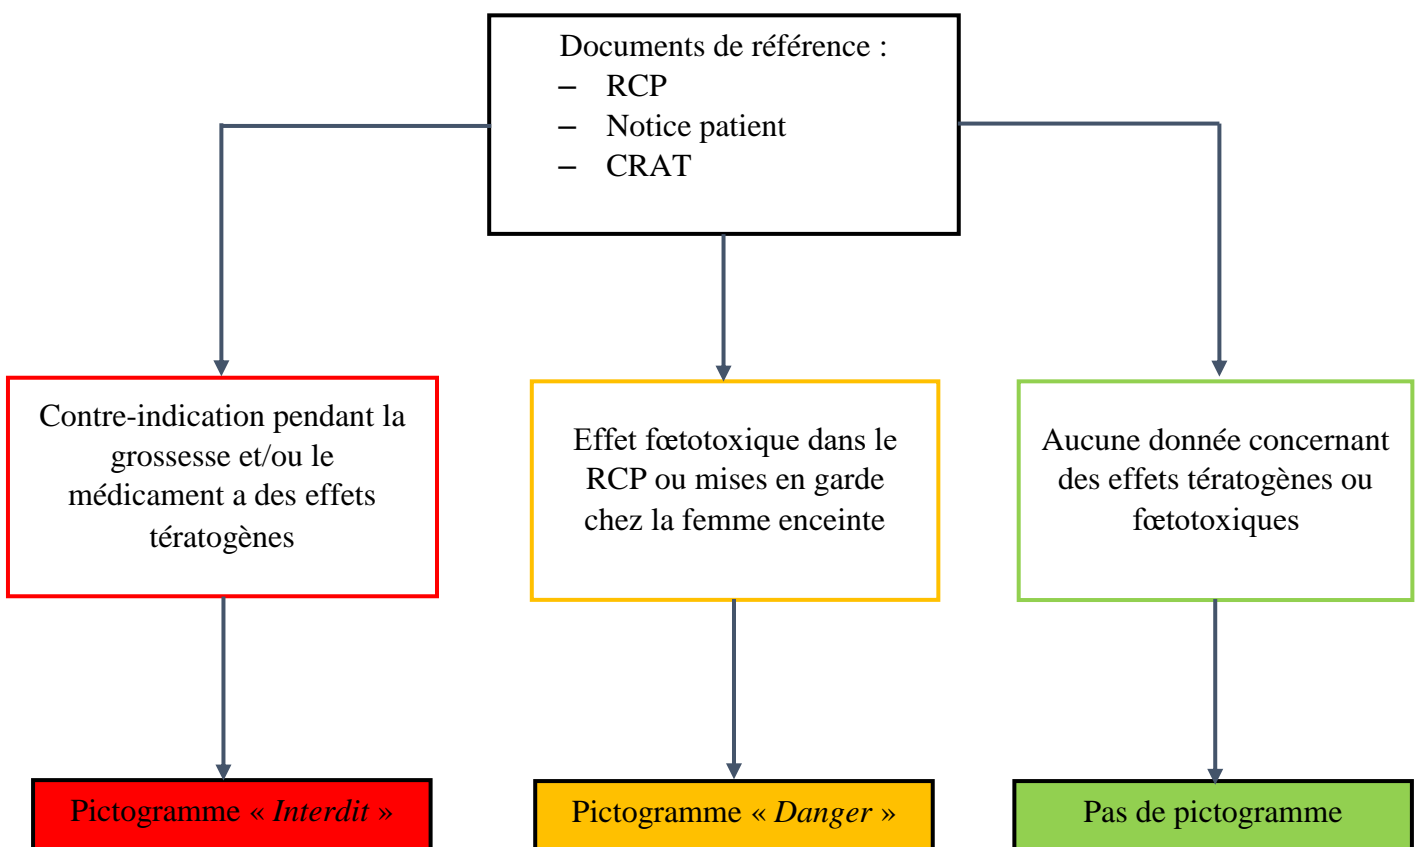 Documents de référence :
– RCP
– Notice patient
– CRAT
Contre-indication pendant la
grossesse et/ou le
médicament a des effets
tératogènes
Effet fœtotoxique dans le
RCP ou mises en garde
chez la femme enceinte
Aucune donnée concernant
des effets tératogènes ou
fœtotoxiques
Pictogramme « Interdit »
Pictogramme « Danger »
Pas de pictogramme